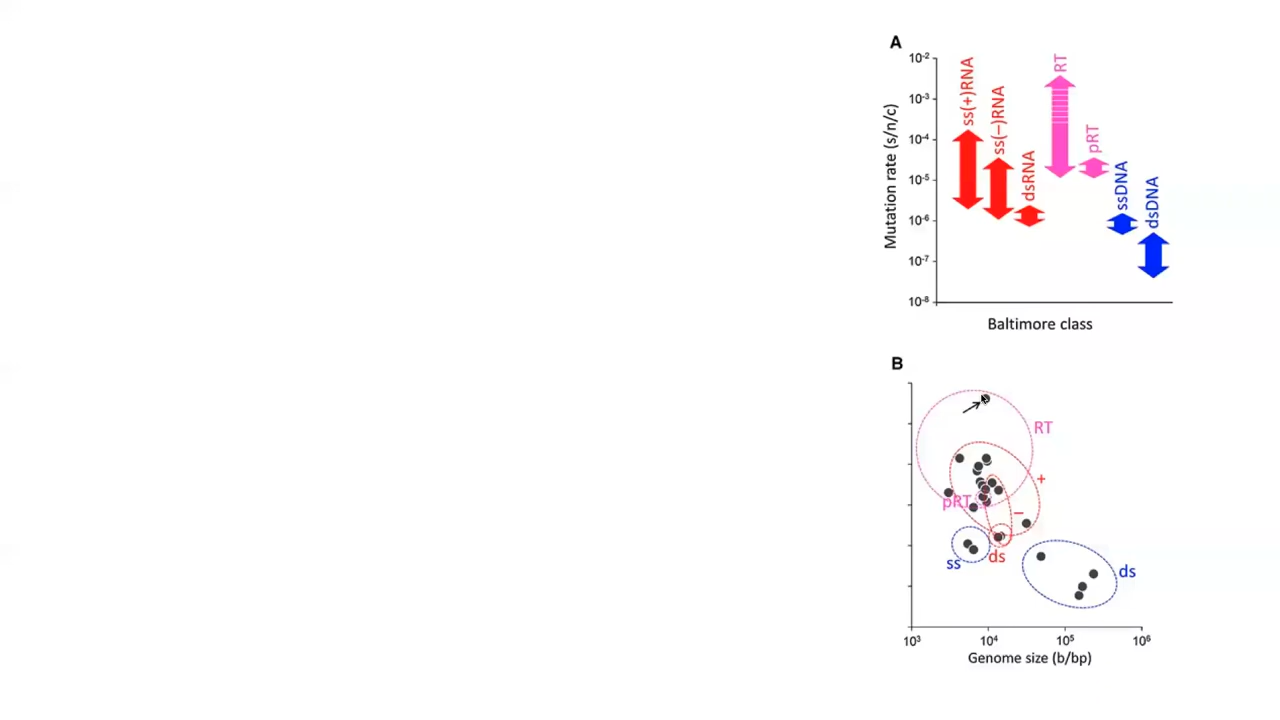 A
10⁻²
10⁻³
10⁻⁴
10⁻⁵
10⁻⁶
10⁻⁷
10⁻⁸
Mutation rate (s/n/c)
ss(+)RNA
ss(−)RNA
dsRNA
RT
pRT
ssDNA
dsDNA
Baltimore class
B
RT
+
pRT
−
ss
ds
ds
10³ 10⁴ 10⁵ 10⁶
Genome size (b/bp)